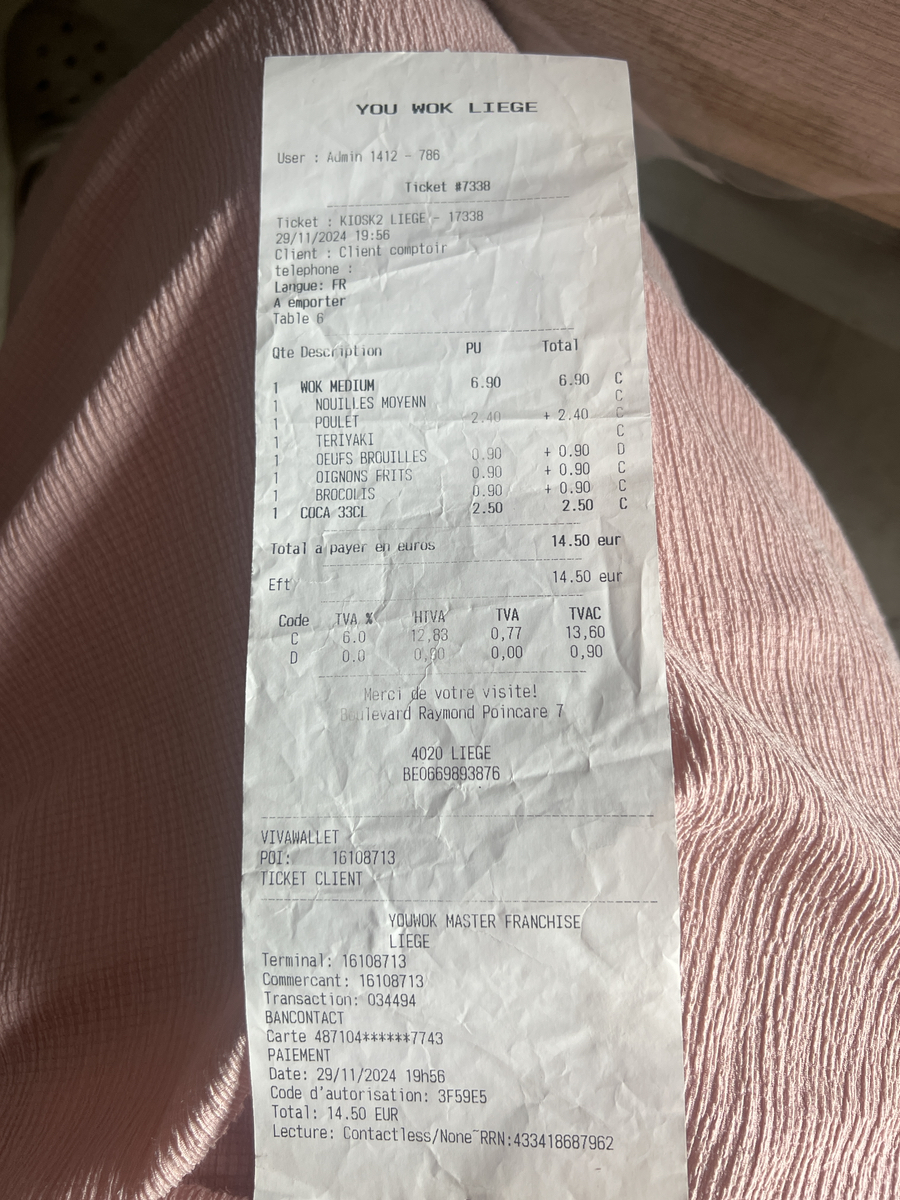 YOU WOK LIEGE
User : Admin 1412 - 786
Ticket #7338
Ticket : KIOSK2 LIEGE - 17338
29/11/2024 19:56
Client : Client comptoir
telephone :
Langue: FR
A emporter
Table 6
Qte Description PU Total
1 WOK MEDIUM 6.90 6.90 C
1 NOUILLES MOYENN C
1 POULET 2.40 + 2.40 C
1 TERIYAKI C
1 OEUFS BROUILLES 0.90 + 0.90 D
1 OIGNONS FRITS 0.90 + 0.90 C
1 BROCOLIS 0.90 + 0.90 C
1 COCA 33CL 2.50 2.50 C
Total a payer en euros 14.50 eur
Eft 14.50 eur
Code TVA % HTVA TVA TVAC
C 6.0 12,83 0,77 13,60
D 0.0 0,90 0,00 0,90
Merci de votre visite!
Boulevard Raymond Poincare 7
4020 LIEGE
BE0669893876
VIVAWALLET
POI: 16108713
TICKET CLIENT
YOUWOK MASTER FRANCHISE
LIEGE
Terminal: 16108713
Commercant: 16108713
Transaction: 034494
BANCONTACT
Carte 487104******7743
PAIEMENT
Date: 29/11/2024 19h56
Code d'autorisation: 3F59E5
Total: 14.50 EUR
Lecture: Contactless/None~RRN:433418687962